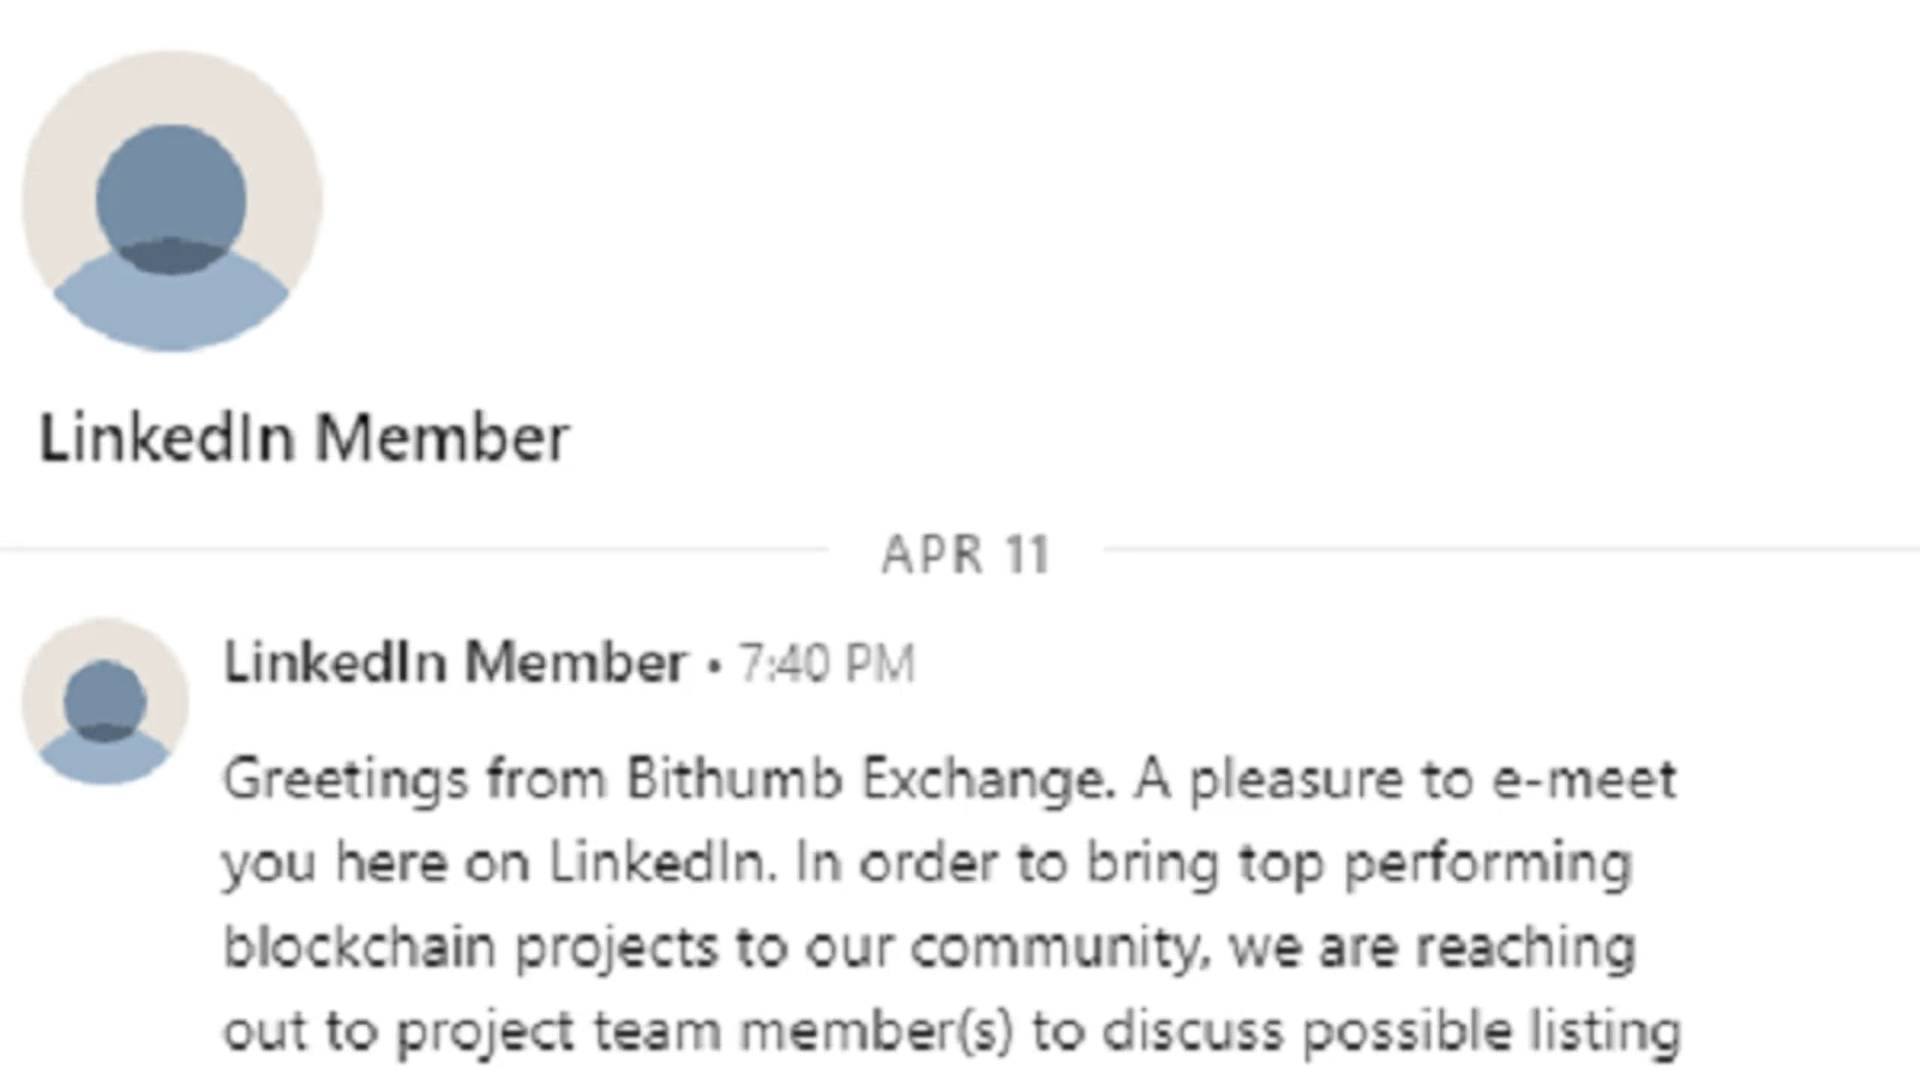 LinkedIn Member
APR 11
LinkedIn Member • 7:40 PM
Greetings from Bithumb Exchange. A pleasure to e-meet
you here on LinkedIn. In order to bring top performing
blockchain projects to our community, we are reaching
out to project team member(s) to discuss possible listing